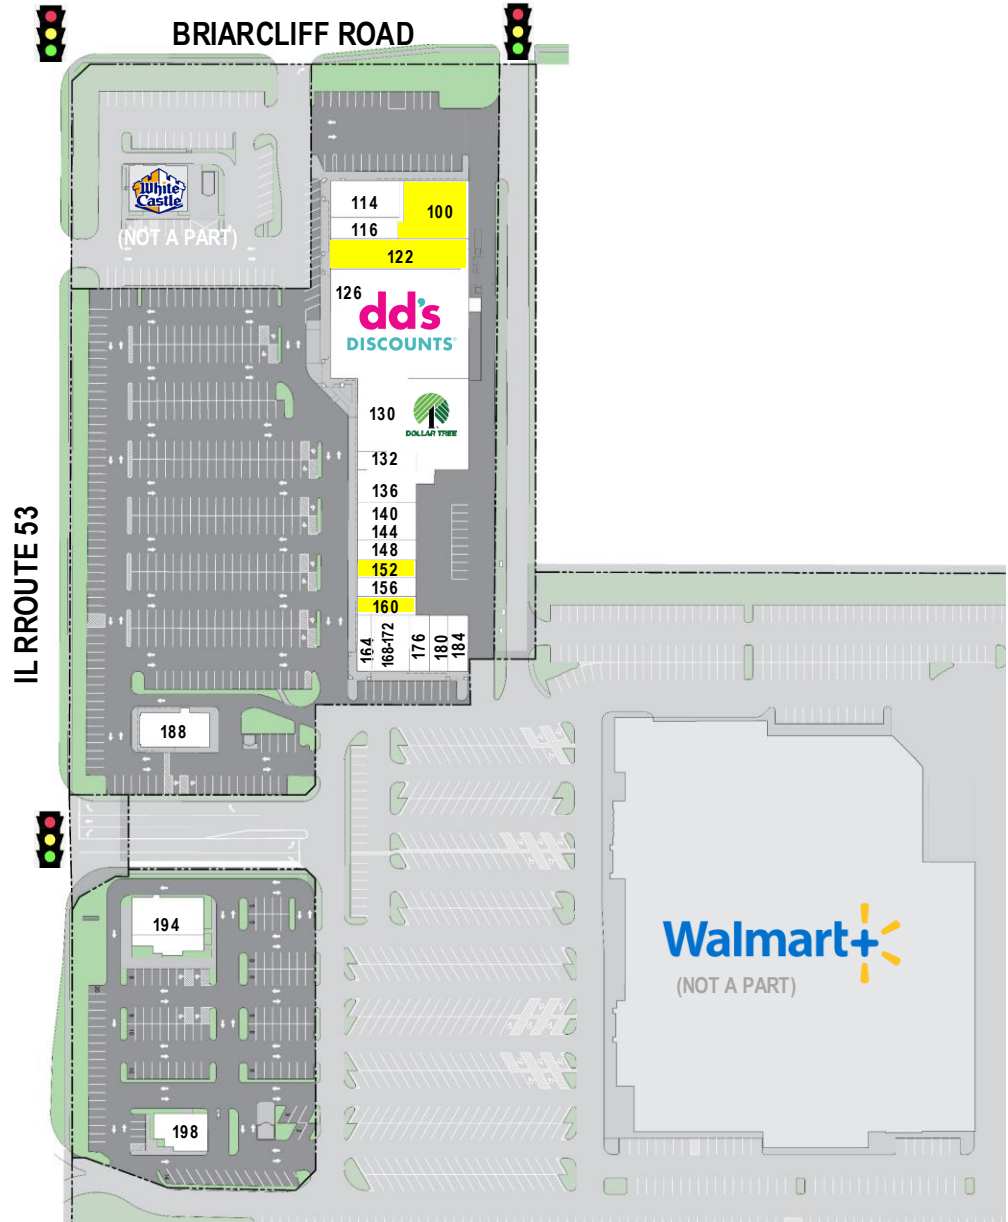 BRIARCLIFF ROAD
White
Castle
(NOT A PART)
114
100
116
122
126
dd's
DISCOUNTS
130
DOLLAR TREE
132
136
140
144
148
152
156
160
164
168-172
176
180
184
IL RROUTE 53
188
194
Walmart+
(NOT A PART)
198